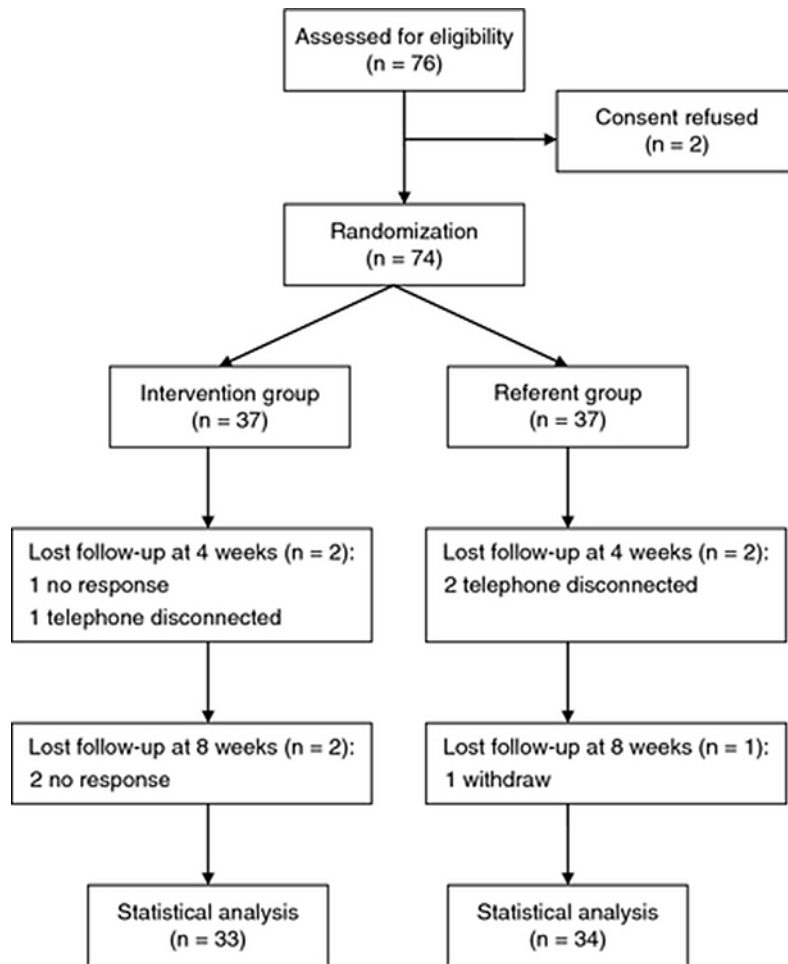 Assessed for eligibility
(n = 76)
Consent refused
(n = 2)
Randomization
(n = 74)
Intervention group
(n = 37)
Referent group
(n = 37)
Lost follow-up at 4 weeks (n = 2):
1 no response
1 telephone disconnected
Lost follow-up at 4 weeks (n = 2):
2 telephone disconnected
Lost follow-up at 8 weeks (n = 2):
2 no response
Lost follow-up at 8 weeks (n = 1):
1 withdraw
Statistical analysis
(n = 33)
Statistical analysis
(n = 34)